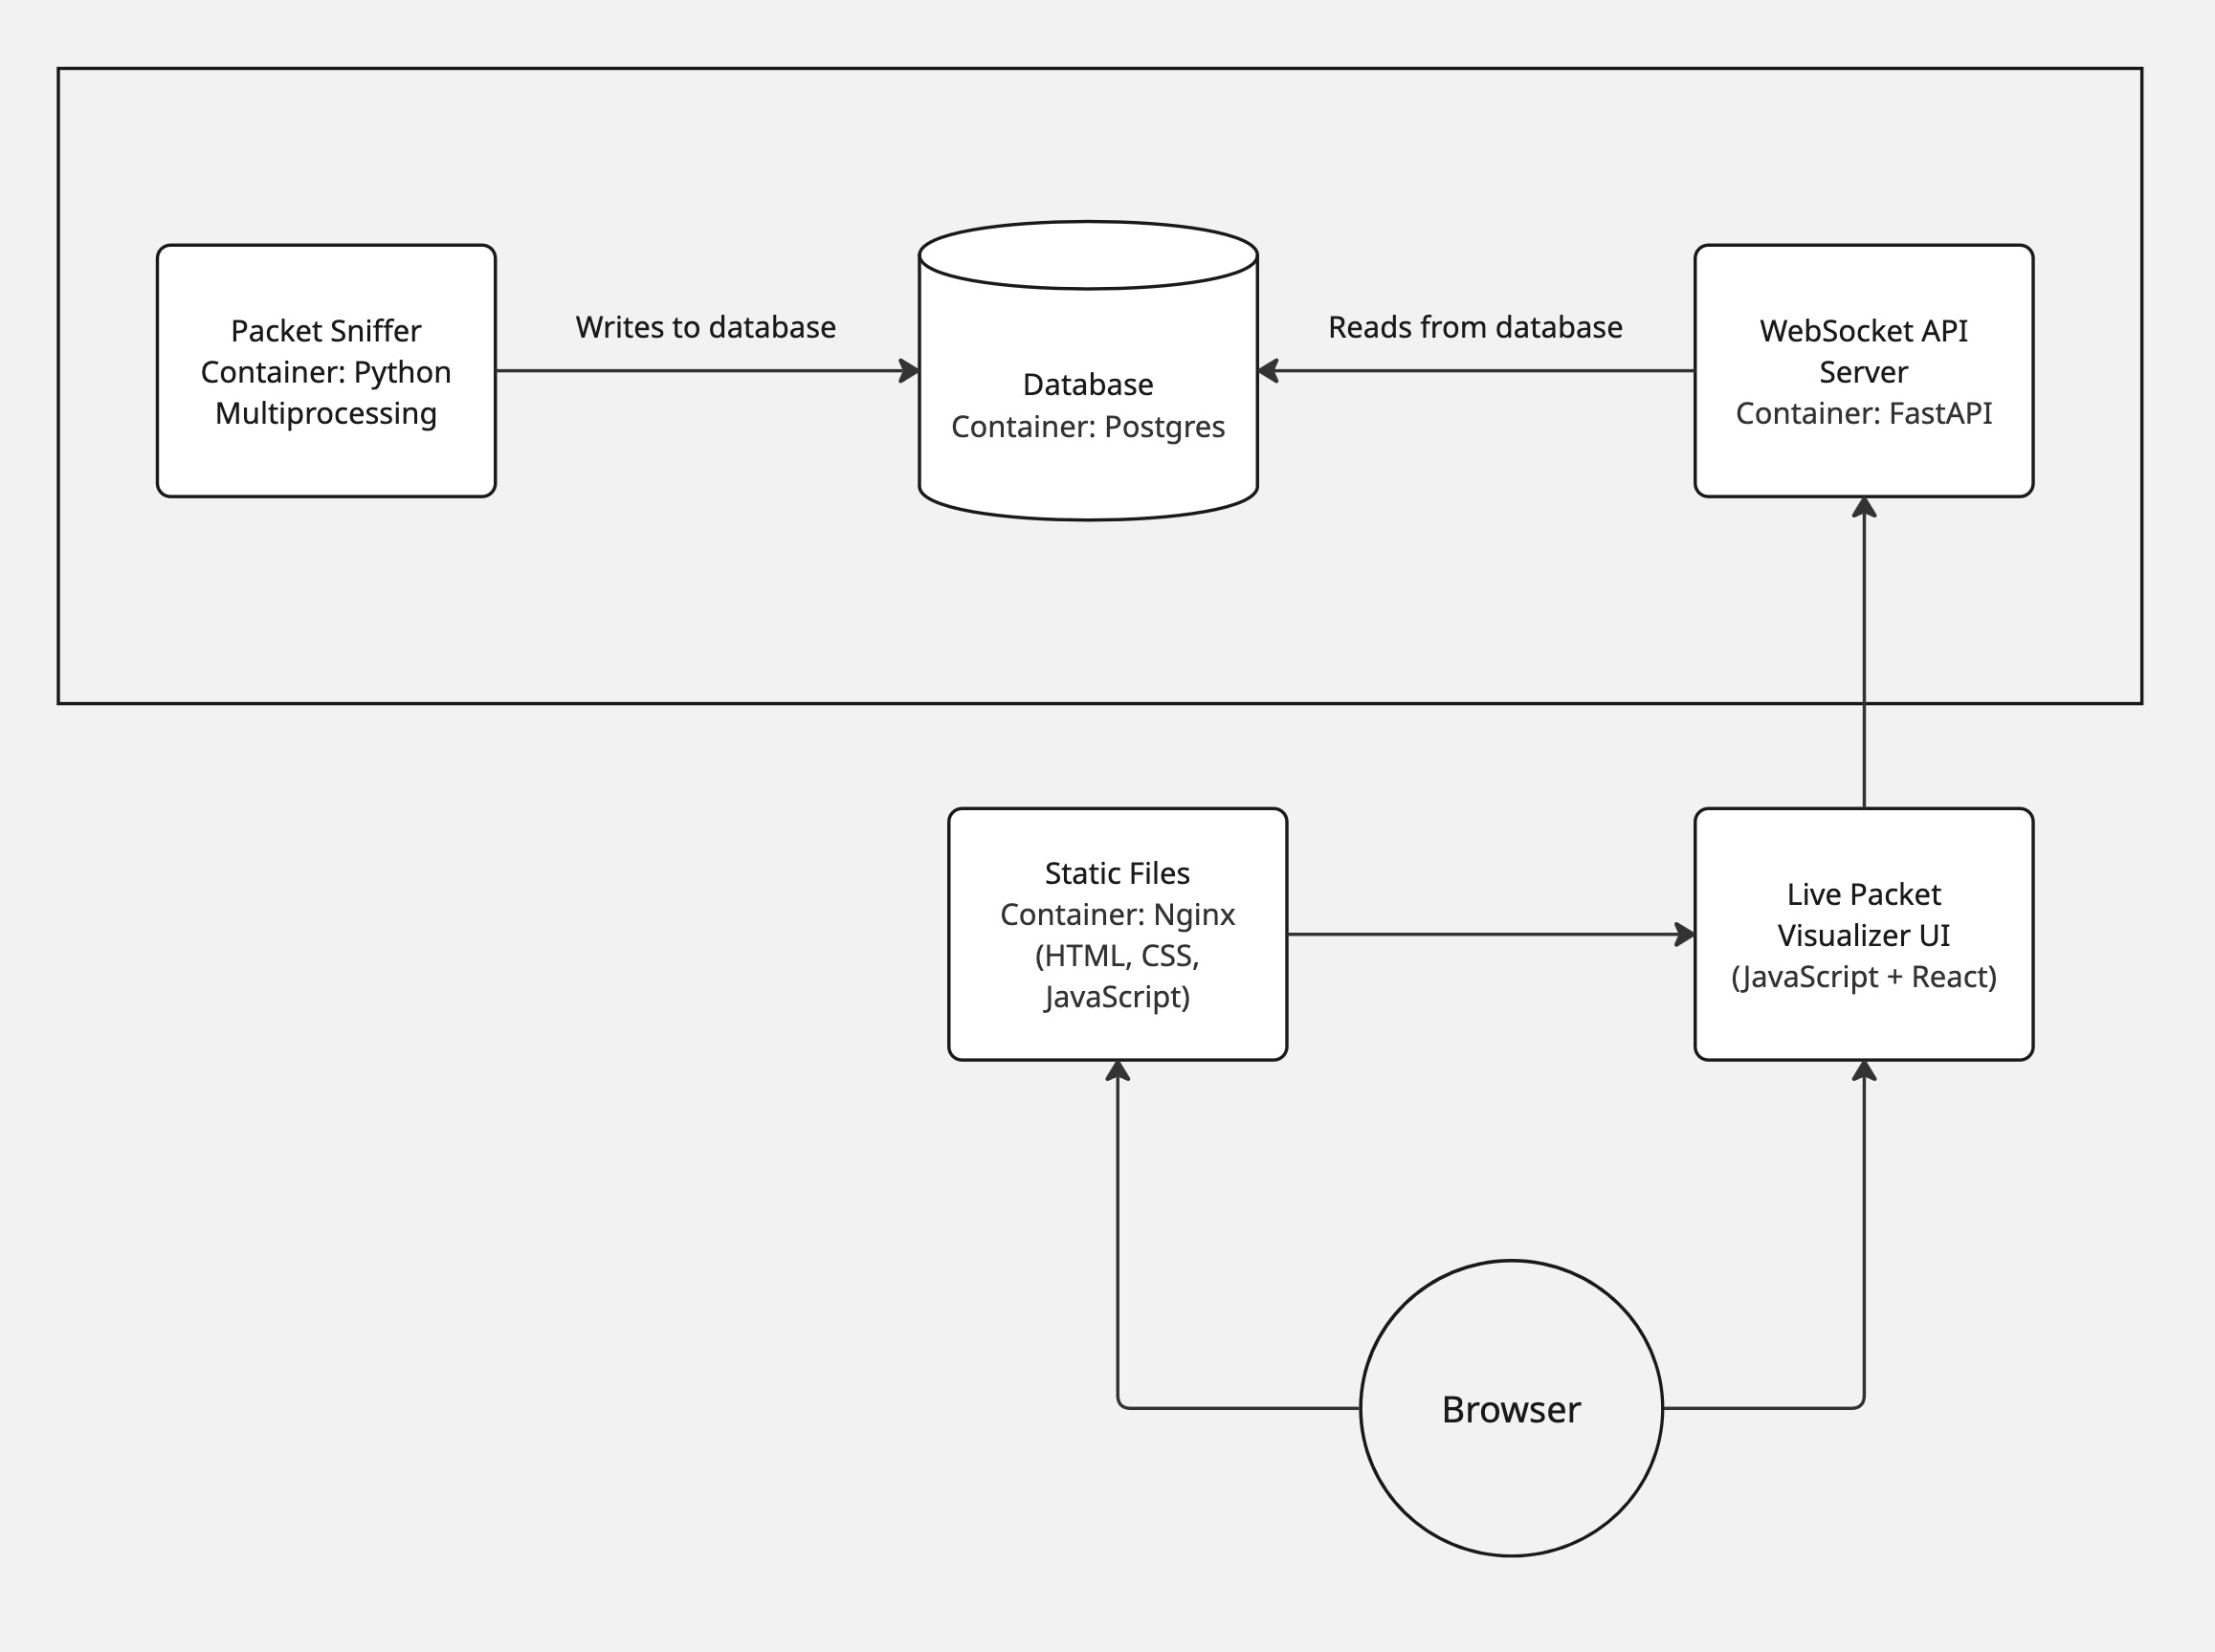 Packet Sniffer
Container: Python
Multiprocessing
Writes to database
Database
Container: Postgres
Reads from database
WebSocket API
Server
Container: FastAPI
Static Files
Container: Nginx
(HTML, CSS,
JavaScript)
Live Packet
Visualizer UI
(JavaScript + React)
Browser